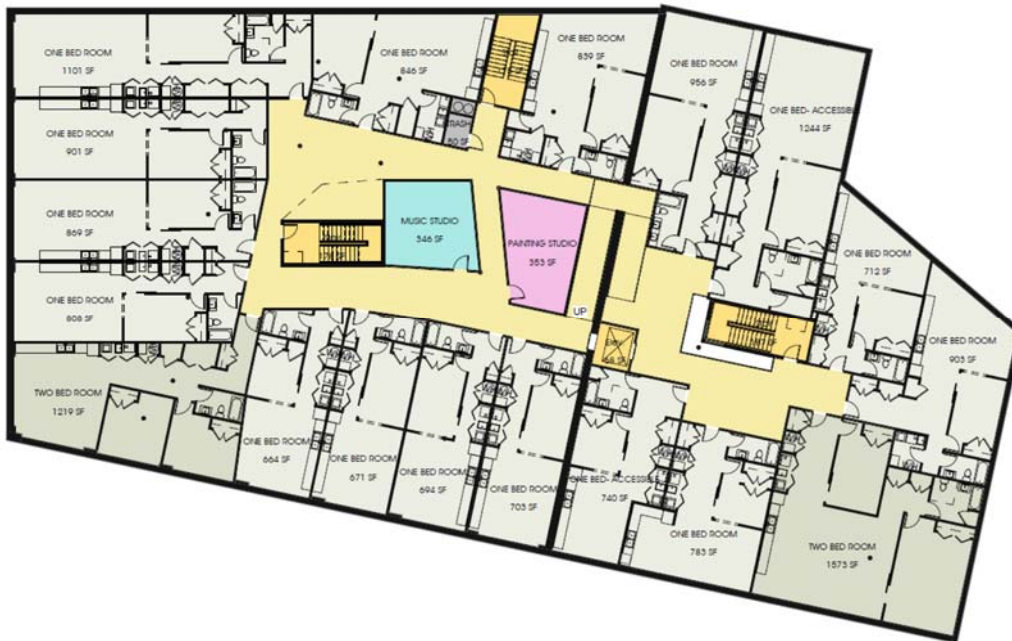 ONE BED ROOM
1101 SF
ONE BED ROOM
846 SF
ONE BED ROOM
839 SF
ONE BED ROOM
956 SF
ONE BED- ACCESSIBLE
1244 SF
TRASH
50 SF
ONE BED ROOM
901 SF
ONE BED ROOM
869 SF
MUSIC STUDIO
346 SF
PAINTING STUDIO
353 SF
ONE BED ROOM
712 SF
ONE BED ROOM
808 SF
UP
ONE BED ROOM
903 SF
TWO BED ROOM
1219 SF
ONE BED ROOM
664 SF
ONE BED ROOM
671 SF
ONE BED ROOM
694 SF
ONE BED ROOM
703 SF
ONE BED- ACCESSIBLE
740 SF
ONE BED ROOM
783 SF
TWO BED ROOM
1573 SF